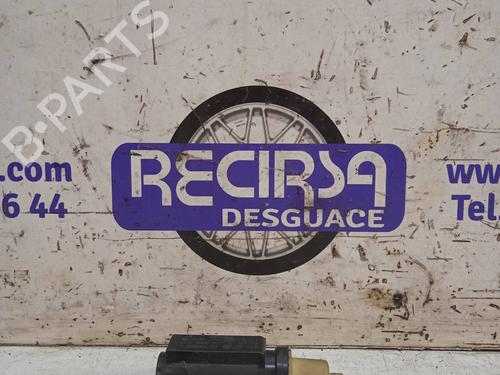 B-PARTS
RECIRSA
DESGUACE
.com
6 44
www
Tel.